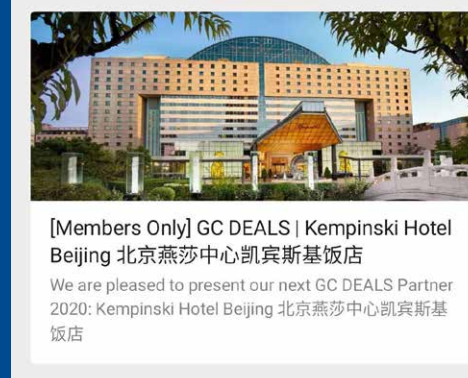 [Members Only] GC DEALS | Kempinski Hotel
Beijing 北京燕莎中心凯宾斯基饭店
We are pleased to present our next GC DEALS Partner
2020: Kempinski Hotel Beijing 北京燕莎中心凯宾斯基
饭店